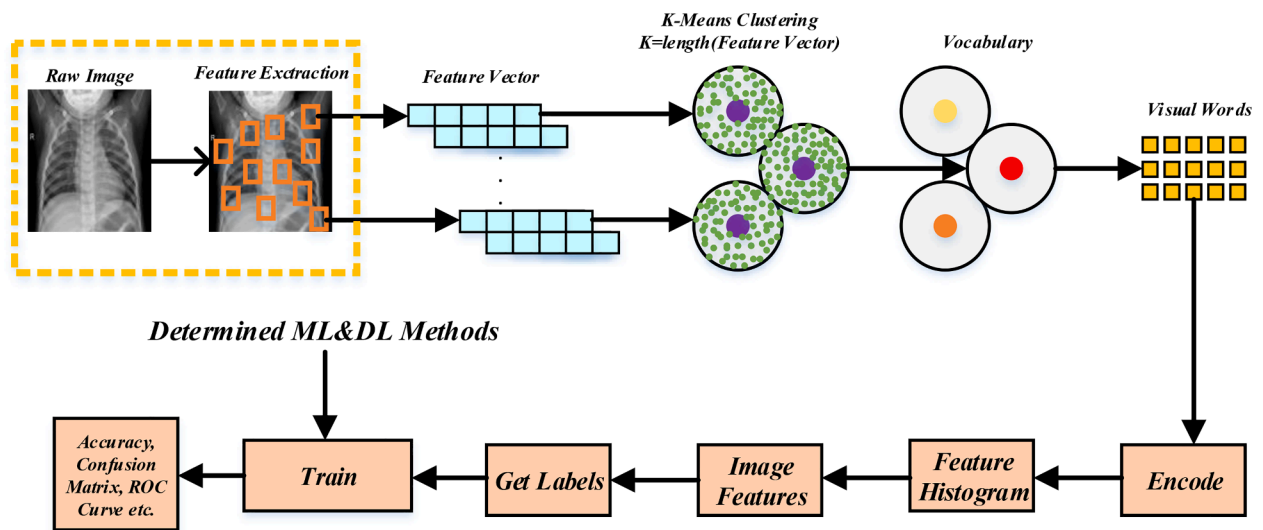 Raw Image
Feature Exctraction
Feature Vector
K-Means Clustering
K=length(Feature Vector)
Vocabulary
Visual Words
R
R
Determined ML&DL Methods
Accuracy,
Confusion
Matrix, ROC
Curve etc.
Train
Get Labels
Image
Features
Feature
Histogram
Encode